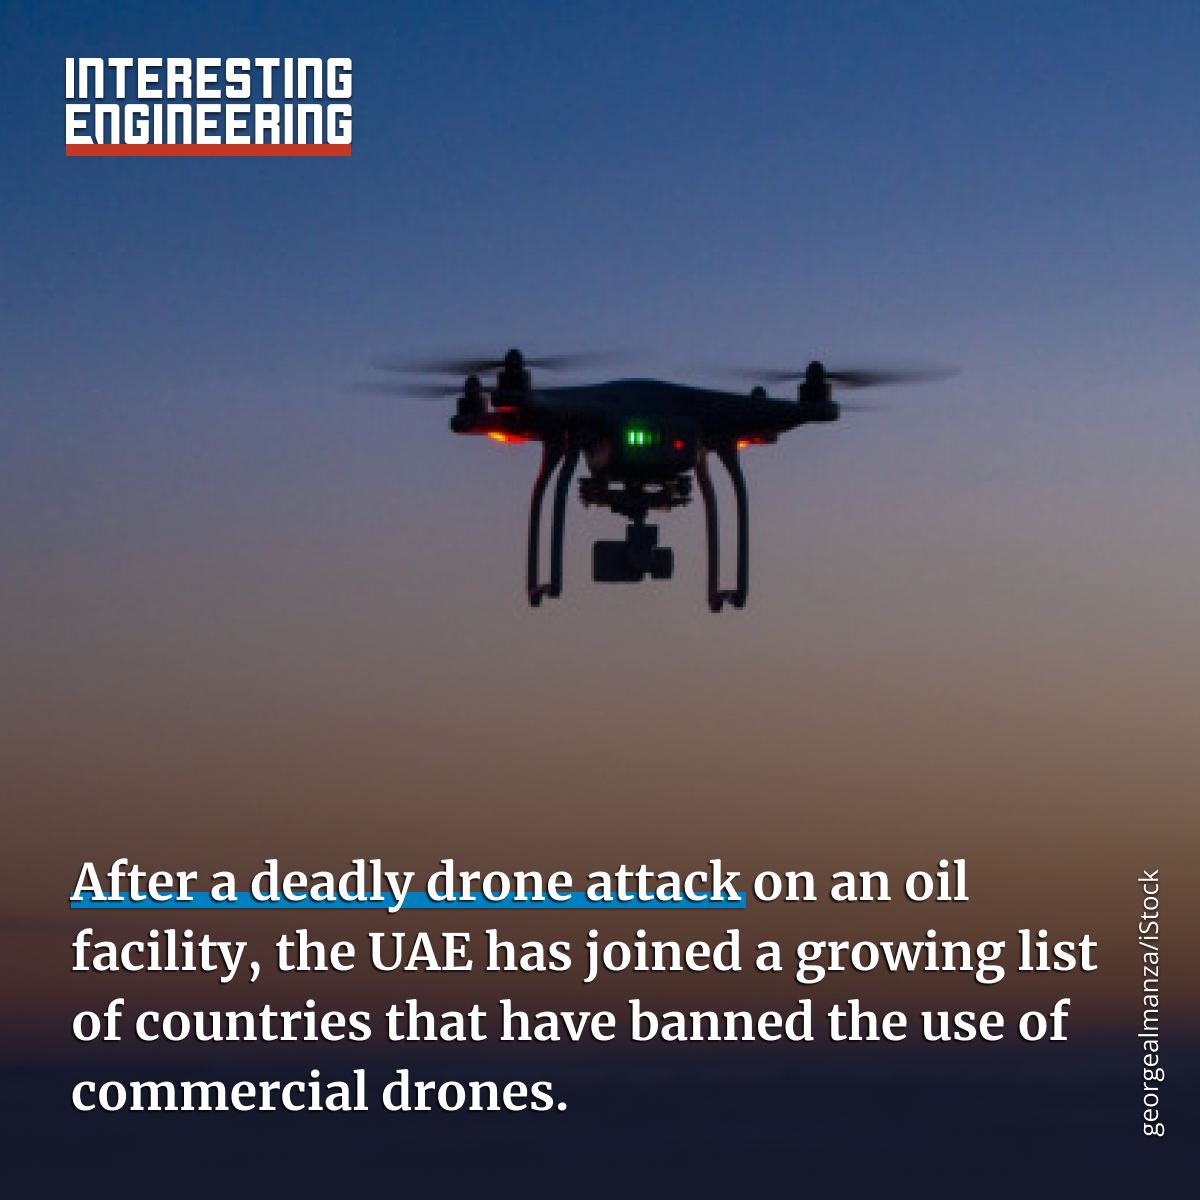 INTERESTING
ENGINEERING
After a deadly drone attack on an oil
facility, the UAE has joined a growing list
of countries that have banned the use of
commercial drones.
georgealmanza/iStock